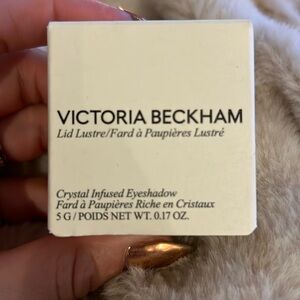 VICTORIA BECKHAM
Lid Lustre/Fard à Paupières Lustré
Crystal Infused Eyeshadow
Fard à Paupières Riche en Cristaux
5 G / POIDS NET WT. 0.17 OZ.